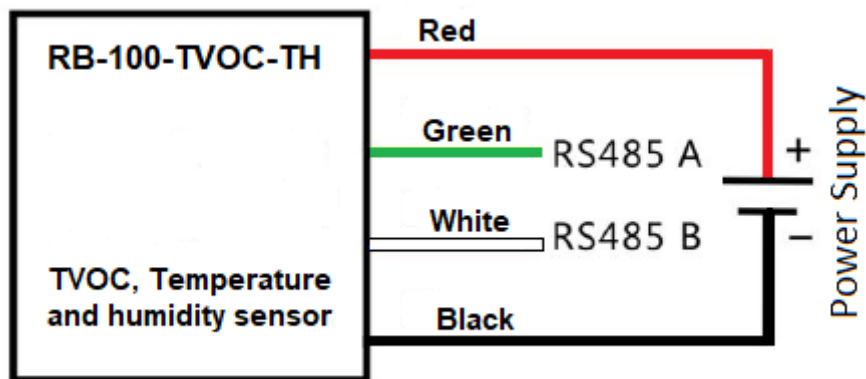 RB-100-TVOC-TH
Red
Green
RS485 A
White
RS485 B
Black
TVOC, Temperature
and humidity sensor
+
−
Power Supply